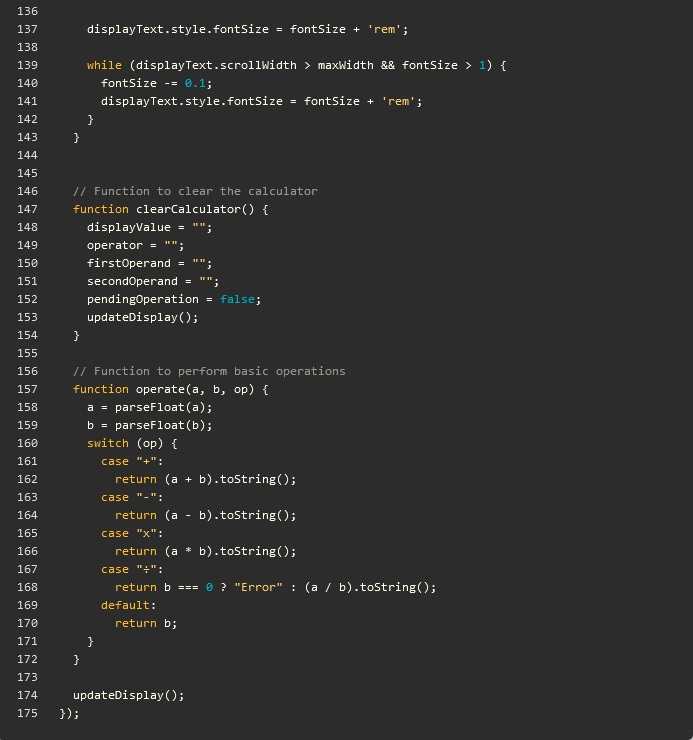 136
137 displayText.style.fontSize = fontSize + 'rem';
138
139 while (displayText.scrollWidth > maxWidth && fontSize > 1) {
140 fontSize -= 0.1;
141 displayText.style.fontSize = fontSize + 'rem';
142 }
143 }
144
145
146 // Function to clear the calculator
147 function clearCalculator() {
148 displayValue = "";
149 operator = "";
150 firstOperand = "";
151 secondOperand = "";
152 pendingOperation = false;
153 updateDisplay();
154 }
155
156 // Function to perform basic operations
157 function operate(a, b, op) {
158 a = parseFloat(a);
159 b = parseFloat(b);
160 switch (op) {
161 case "+":
162 return (a + b).toString();
163 case "-":
164 return (a - b).toString();
165 case "x":
166 return (a * b).toString();
167 case "÷":
168 return b === 0 ? "Error" : (a / b).toString();
169 default:
170 return b;
171 }
172 }
173
174 updateDisplay();
175 });